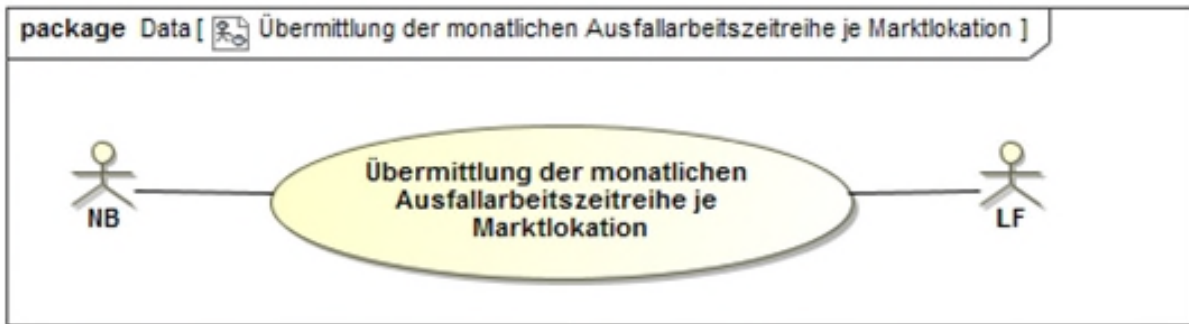 package Data [ Übermittlung der monatlichen Ausfallarbeitszeitreihe je Marktlokation ]
Übermittlung der monatlichen
Ausfallarbeitszeitreihe je
Marktlokation
NB
LF